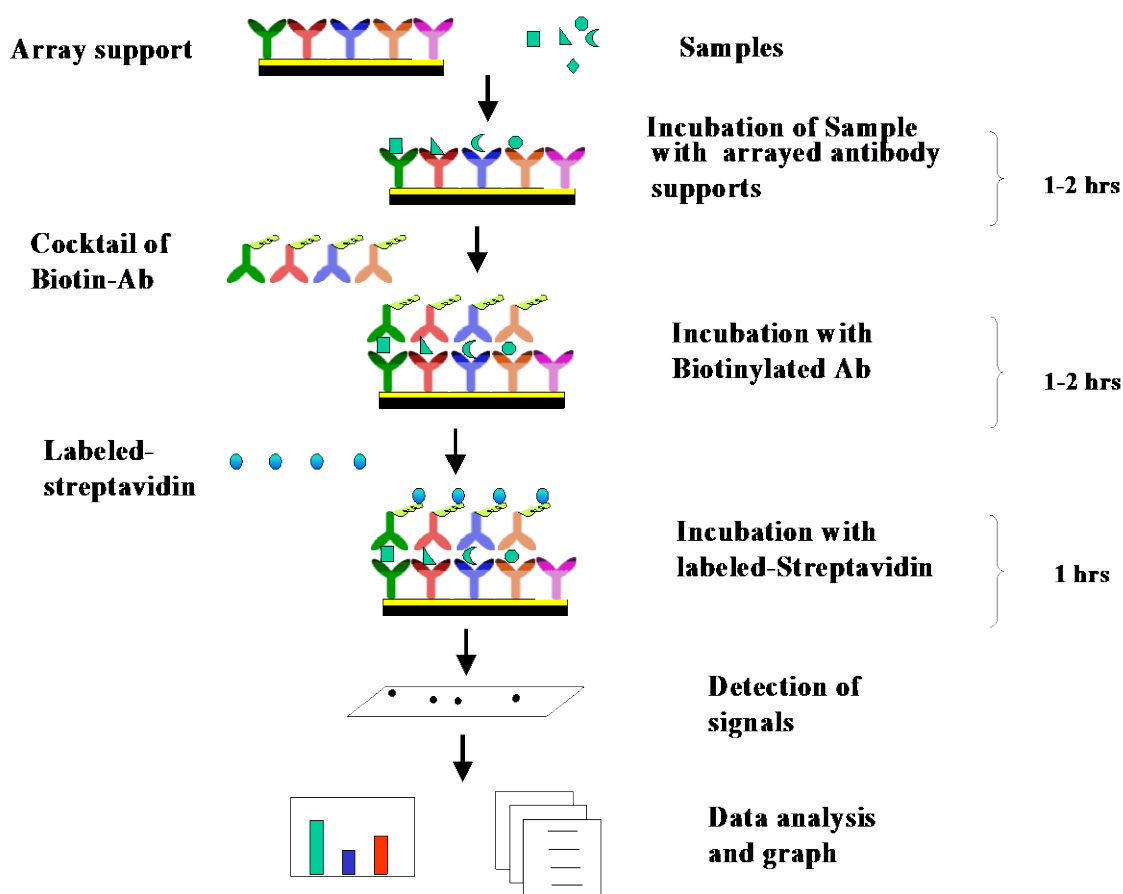 Array support
Samples
Incubation of Sample
with arrayed antibody
supports
1-2 hrs
Cocktail of
Biotin-Ab
Incubation with
Biotinylated Ab
1-2 hrs
Labeled-
streptavidin
Incubation with
labeled-Streptavidin
1 hrs
Detection of
signals
Data analysis
and graph